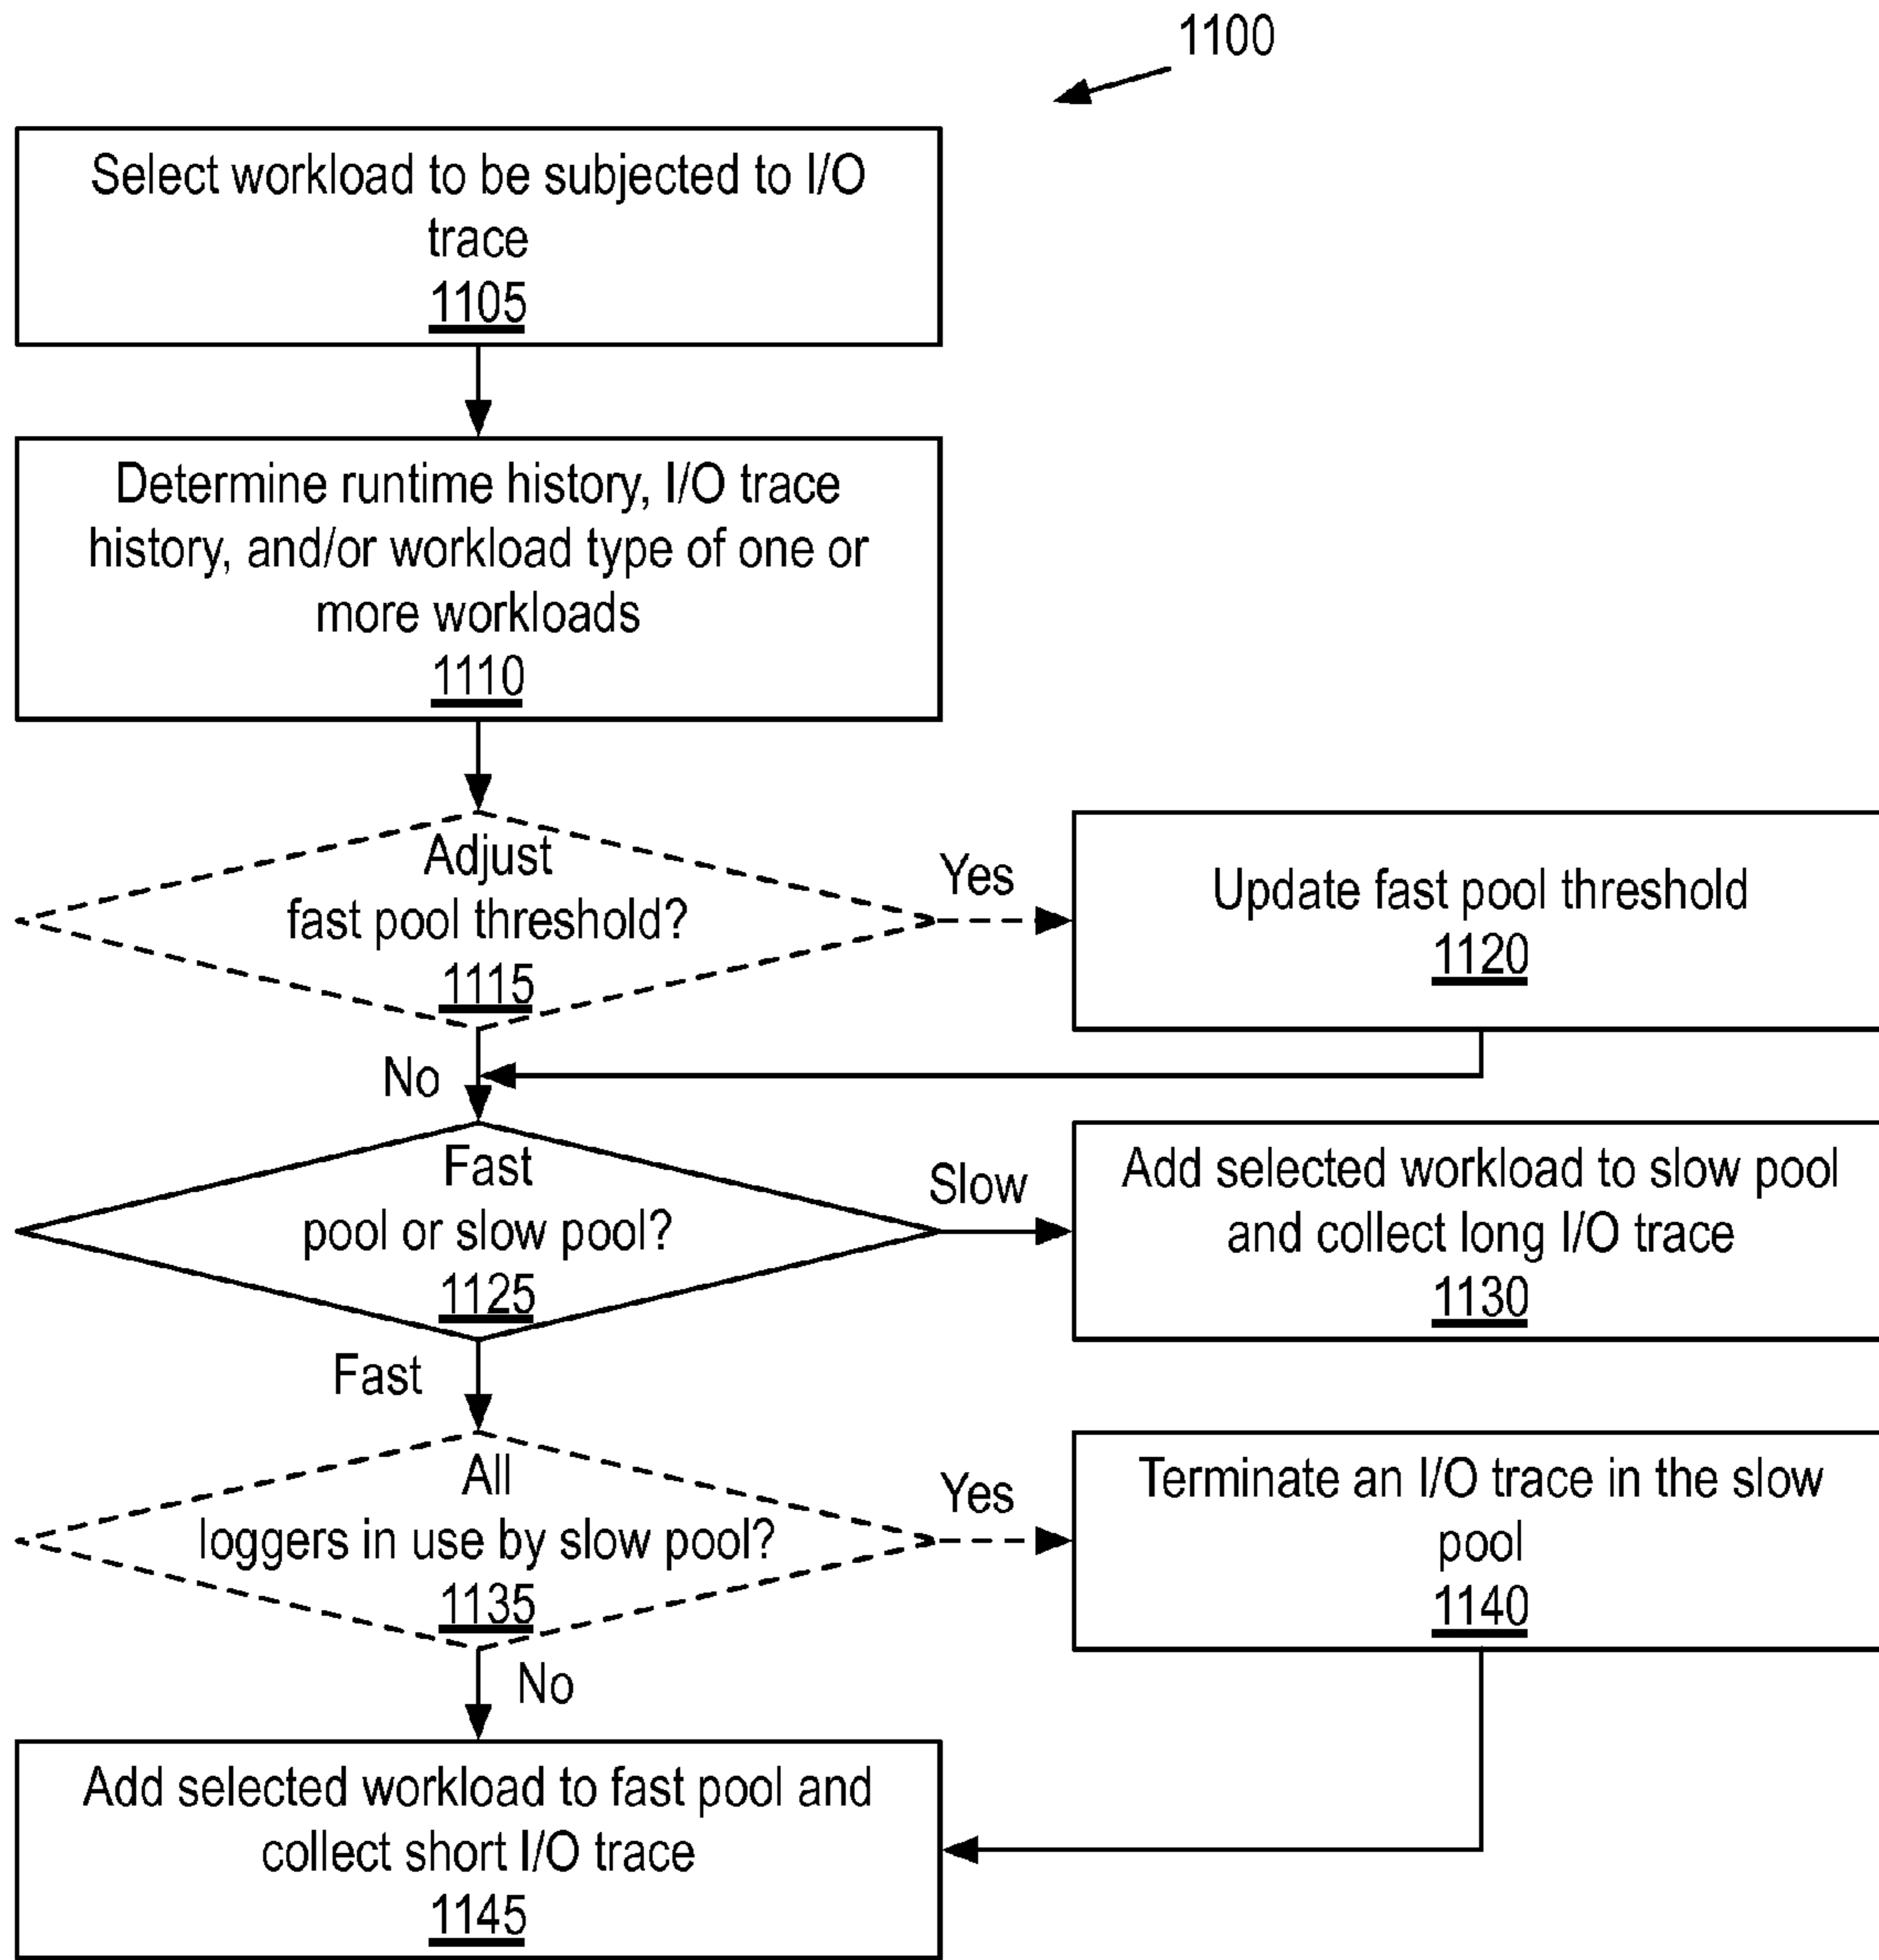 1100
Select workload to be subjected to I/O
trace
1105
Determine runtime history, I/O trace
history, and/or workload type of one or
more workloads
1110
Adjust
fast pool threshold?
1115
Yes
Update fast pool threshold
1120
No
Fast
pool or slow pool?
1125
Slow
Add selected workload to slow pool
and collect long I/O trace
1130
Fast
All
loggers in use by slow pool?
1135
Yes
Terminate an I/O trace in the slow
pool
1140
No
Add selected workload to fast pool and
collect short I/O trace
1145